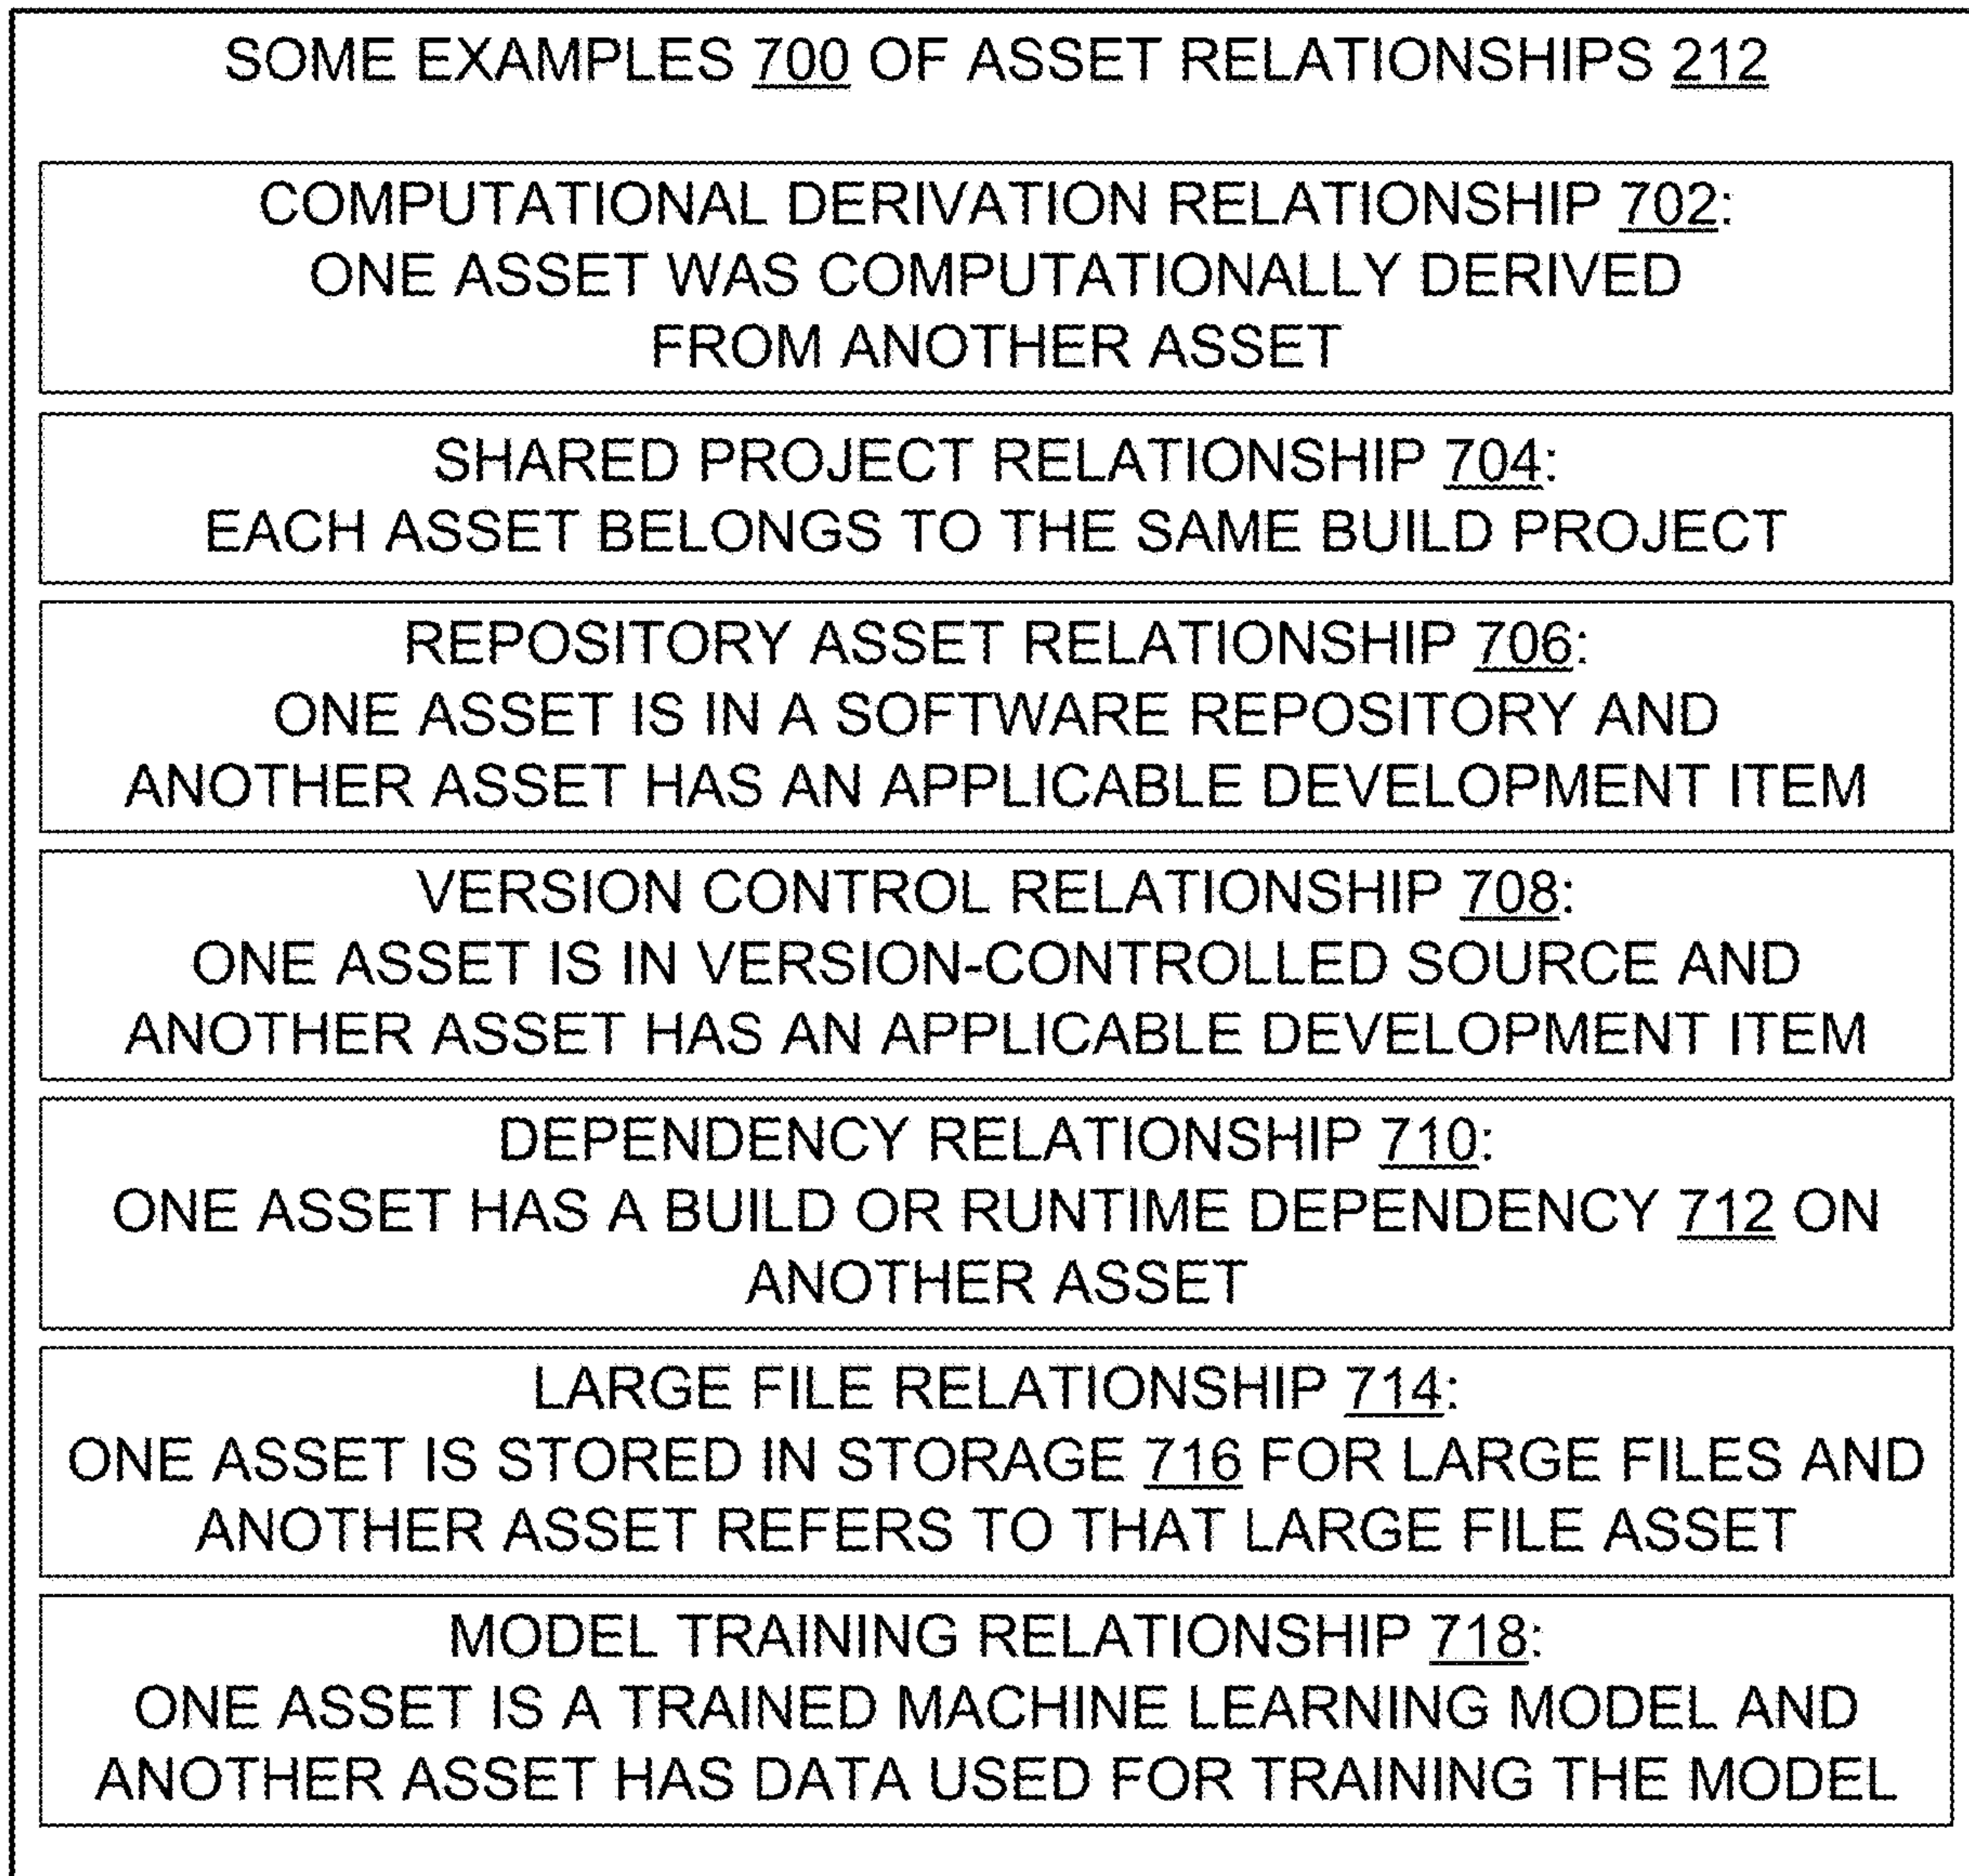 SOME EXAMPLES 700 OF ASSET RELATIONSHIPS 212
COMPUTATIONAL DERIVATION RELATIONSHIP 702:
ONE ASSET WAS COMPUTATIONALLY DERIVED
FROM ANOTHER ASSET
SHARED PROJECT RELATIONSHIP 704:
EACH ASSET BELONGS TO THE SAME BUILD PROJECT
REPOSITORY ASSET RELATIONSHIP 706:
ONE ASSET IS IN A SOFTWARE REPOSITORY AND
ANOTHER ASSET HAS AN APPLICABLE DEVELOPMENT ITEM
VERSION CONTROL RELATIONSHIP 708:
ONE ASSET IS IN VERSION-CONTROLLED SOURCE AND
ANOTHER ASSET HAS AN APPLICABLE DEVELOPMENT ITEM
DEPENDENCY RELATIONSHIP 710:
ONE ASSET HAS A BUILD OR RUNTIME DEPENDENCY 712 ON
ANOTHER ASSET
LARGE FILE RELATIONSHIP 714:
ONE ASSET IS STORED IN STORAGE 716 FOR LARGE FILES AND
ANOTHER ASSET REFERS TO THAT LARGE FILE ASSET
MODEL TRAINING RELATIONSHIP 718:
ONE ASSET IS A TRAINED MACHINE LEARNING MODEL AND
ANOTHER ASSET HAS DATA USED FOR TRAINING THE MODEL